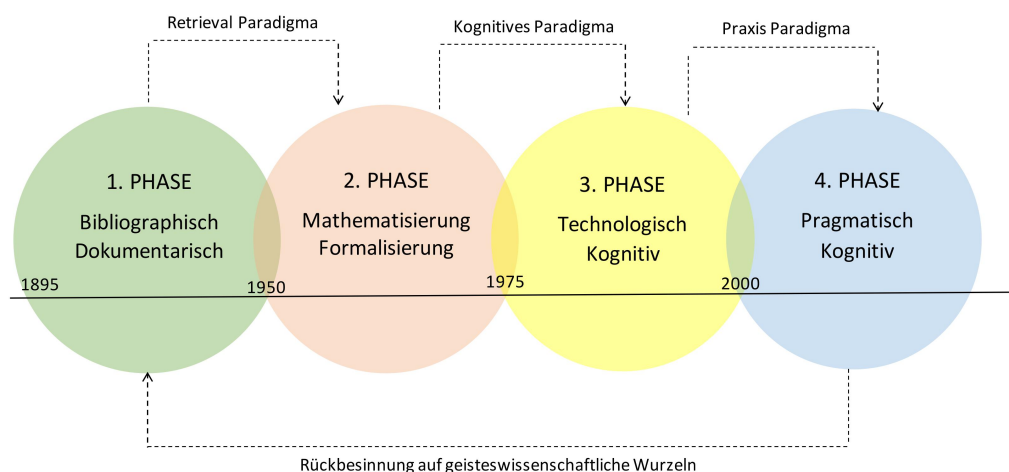 Retrieval Paradigma
Kognitives Paradigma
Praxis Paradigma
1. PHASE
Bibliographisch
Dokumentarisch
2. PHASE
Mathematisierung
Formalisierung
3. PHASE
Technologisch
Kognitiv
4. PHASE
Pragmatisch
Kognitiv
1895
1950
1975
2000
Rückbesinnung auf geisteswissenschaftliche Wurzeln